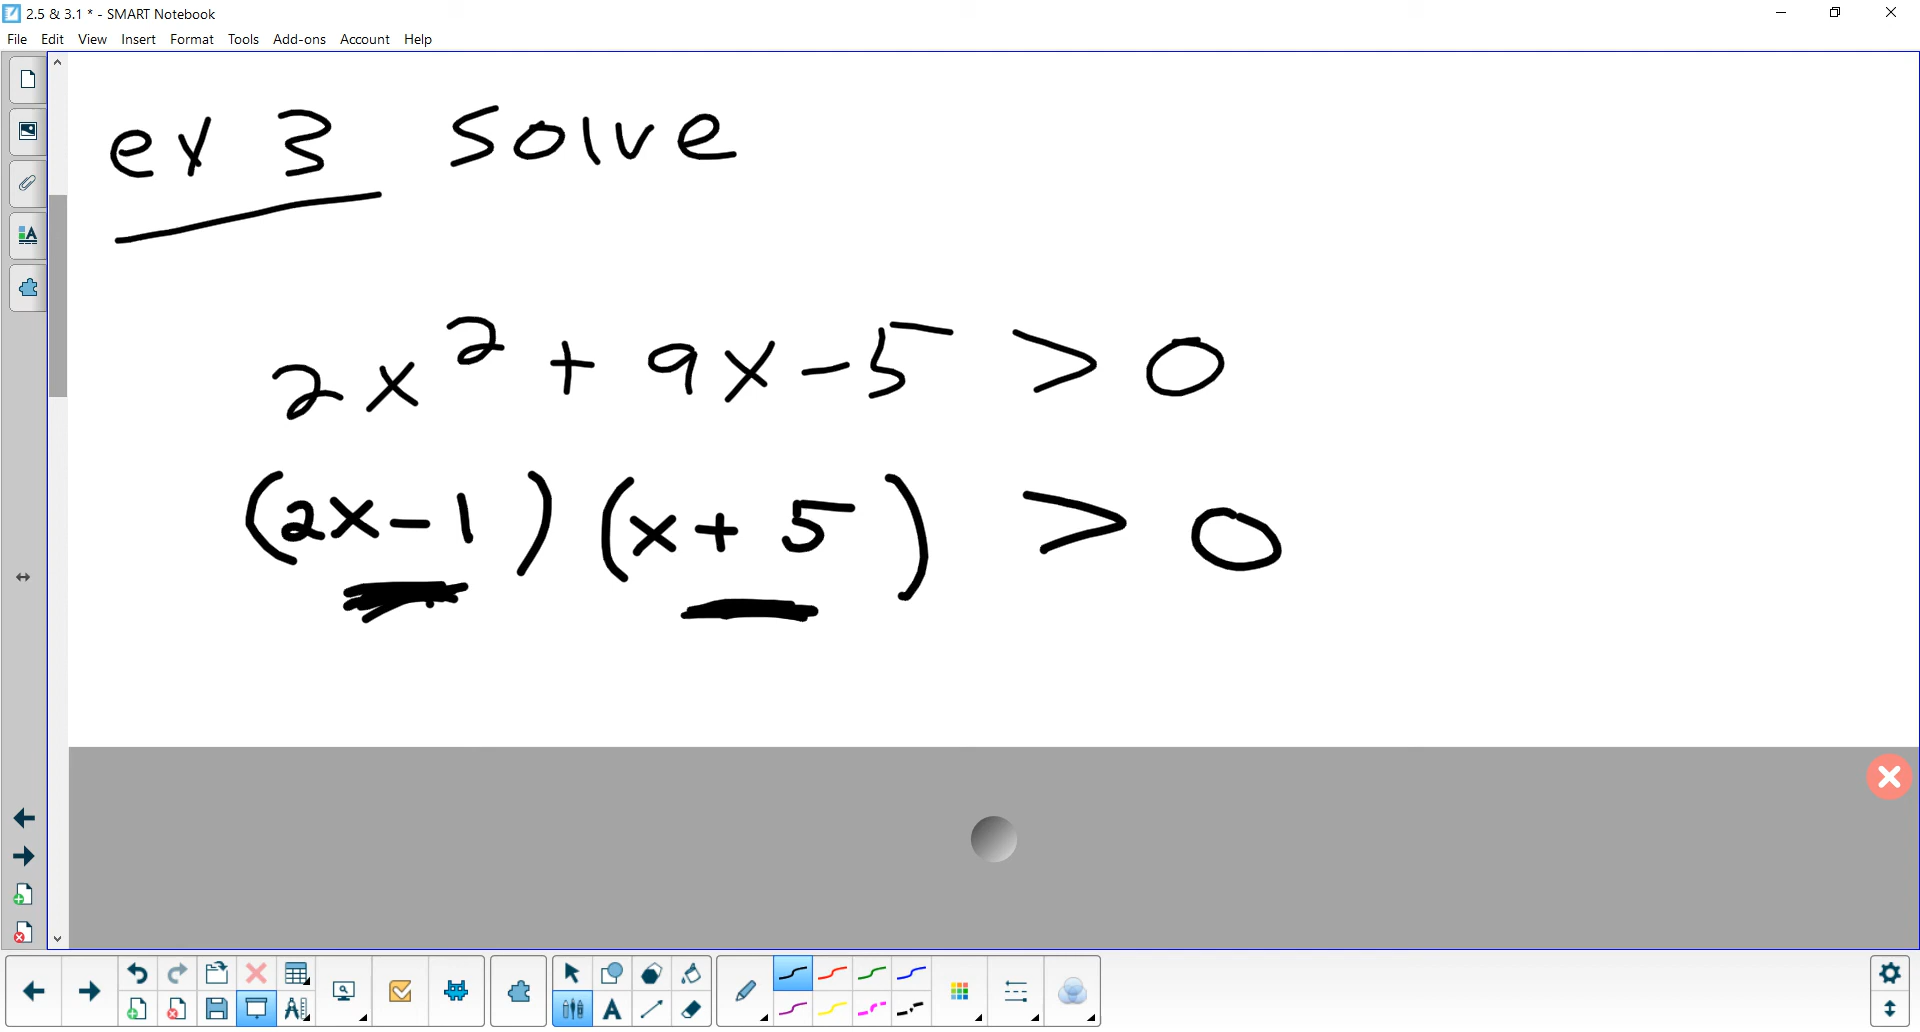 2.5 & 3.1 * - SMART Notebook
File Edit View Insert Format Tools Add-ons Account Help
ex 3 solve
2x² + 9x - 5 > 0
(2x - 1) (x + 5) > 0